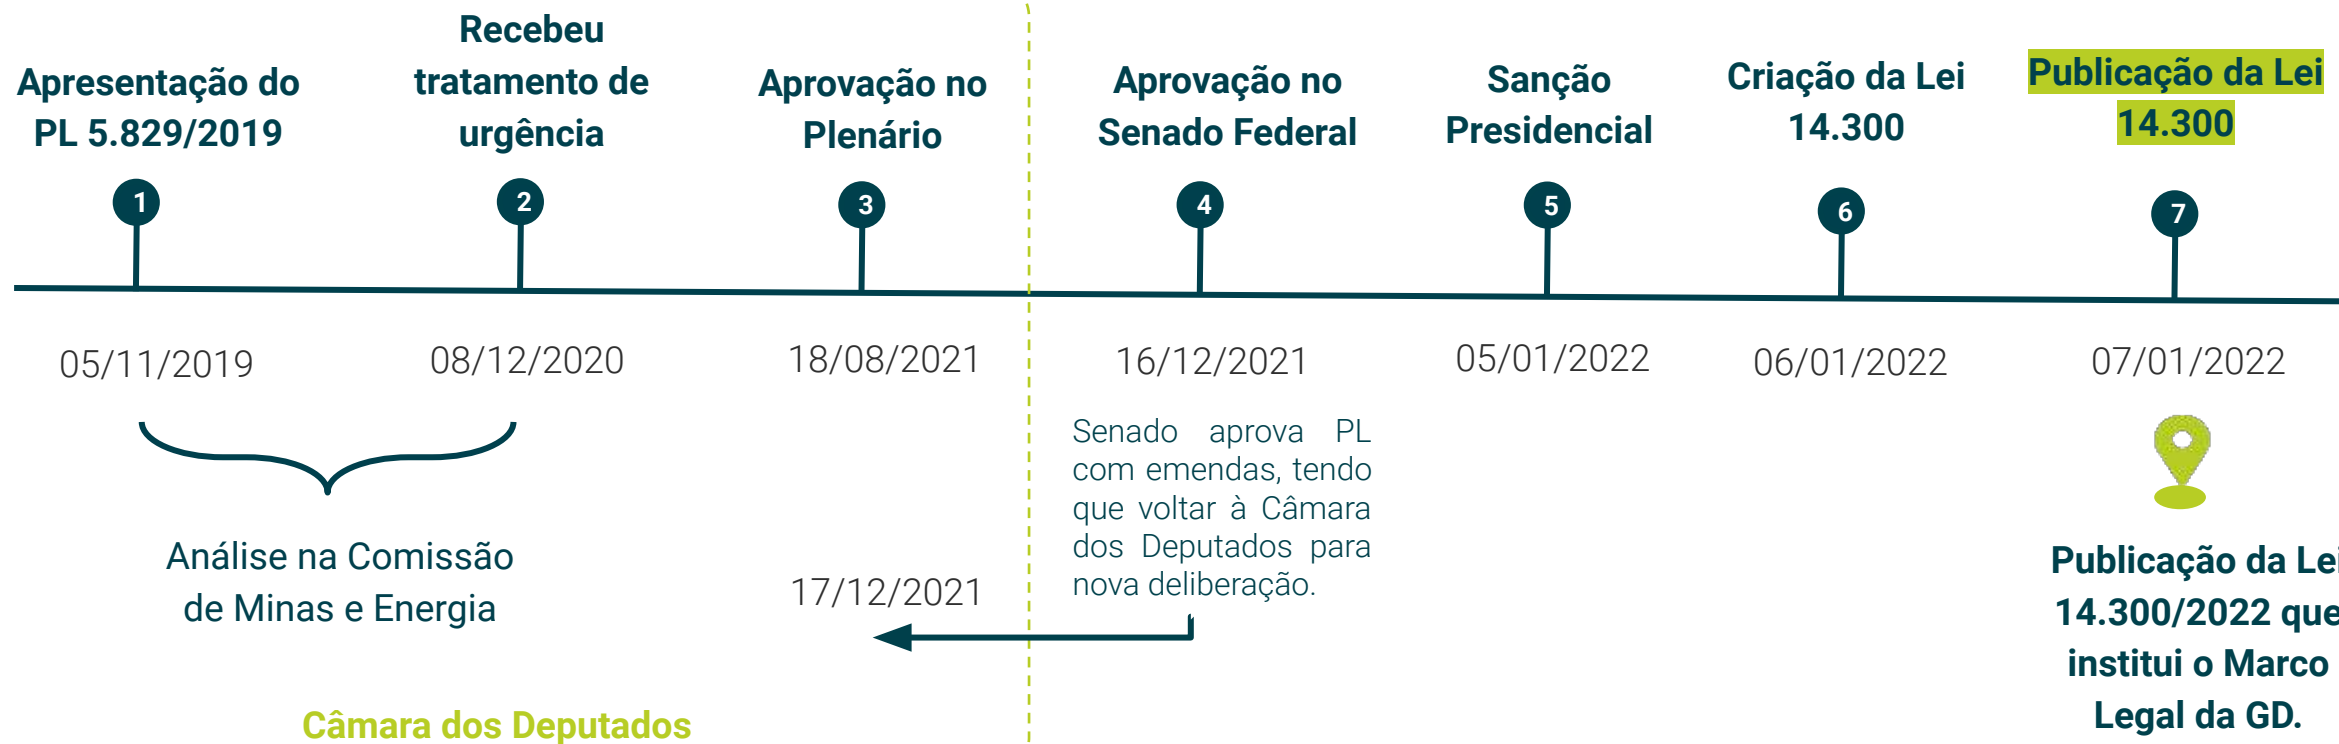 Apresentação do
PL 5.829/2019
Recebeu
tratamento de
urgência
Aprovação no
Plenário
Aprovação no
Senado Federal
Sanção
Presidencial
Criação da Lei
14.300
Publicação da Lei
14.300
1
2
3
4
5
6
7
05/11/2019
08/12/2020
18/08/2021
16/12/2021
05/01/2022
06/01/2022
07/01/2022
Análise na Comissão
de Minas e Energia
17/12/2021
Senado aprova PL
com emendas, tendo
que voltar à Câmara
dos Deputados para
nova deliberação.
Publicação da Lei
14.300/2022 que
institui o Marco
Legal da GD.
Câmara dos Deputados